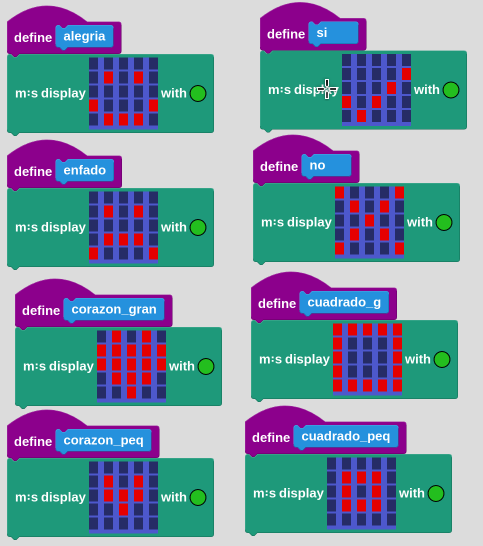 define alegria
m:s display with
define si
m:s display with
define enfado
m:s display with
define no
m:s display with
define corazon_gran
m:s display with
define cuadrado_g
m:s display with
define corazon_peq
m:s display with
define cuadrado_peq
m:s display with